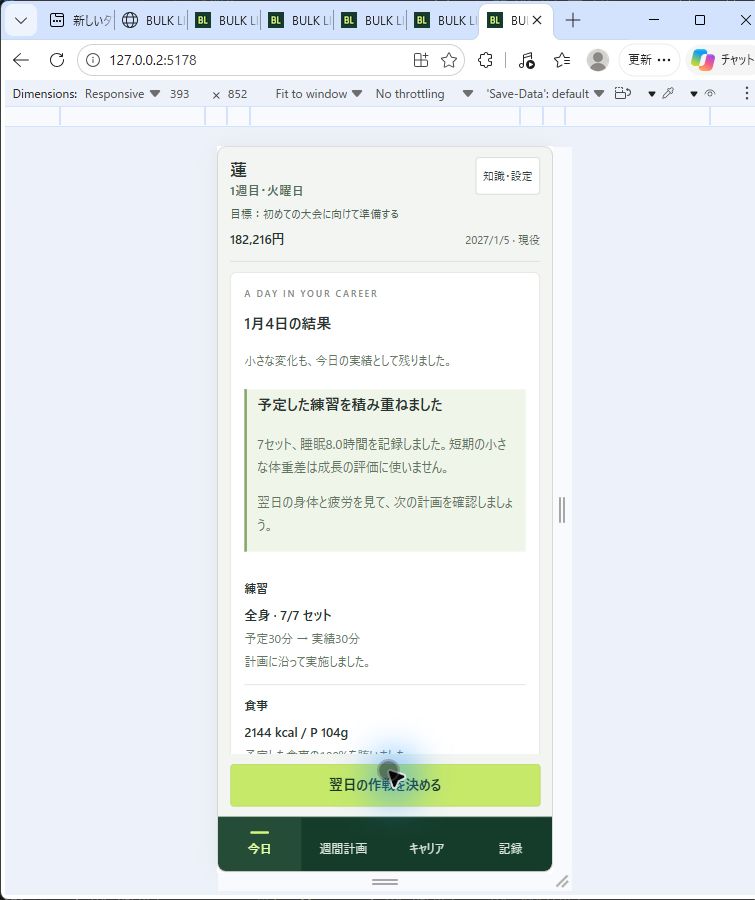 新しいタ
BULK LI
BL BULK LI
BL BULK LI
BL BULK LI
BL BULK LI
BL BUL
127.0.0.2:5178
更新
チャット
Dimensions: Responsive 393 × 852 Fit to window No throttling 'Save-Data': default
蓮
知識・設定
1週目・火曜日
目標：初めての大会に向けて準備する
182,216円
2027/1/5・現役
A DAY IN YOUR CAREER
1月4日の結果
小さな変化も、今日の実績として残りました。
予定した練習を積み重ねました
7セット、睡眠8.0時間を記録しました。短期の小さ
な体重差は成長の評価に使いません。
翌日の身体と疲労を見て、次の計画を確認しましょ
う。
練習
全身・7/7 セット
予定30分 → 実績30分
計画に沿って実施しました。
食事
2144 kcal / P 104g
翌日の作戦を決める
今日
週間計画
キャリア
記録